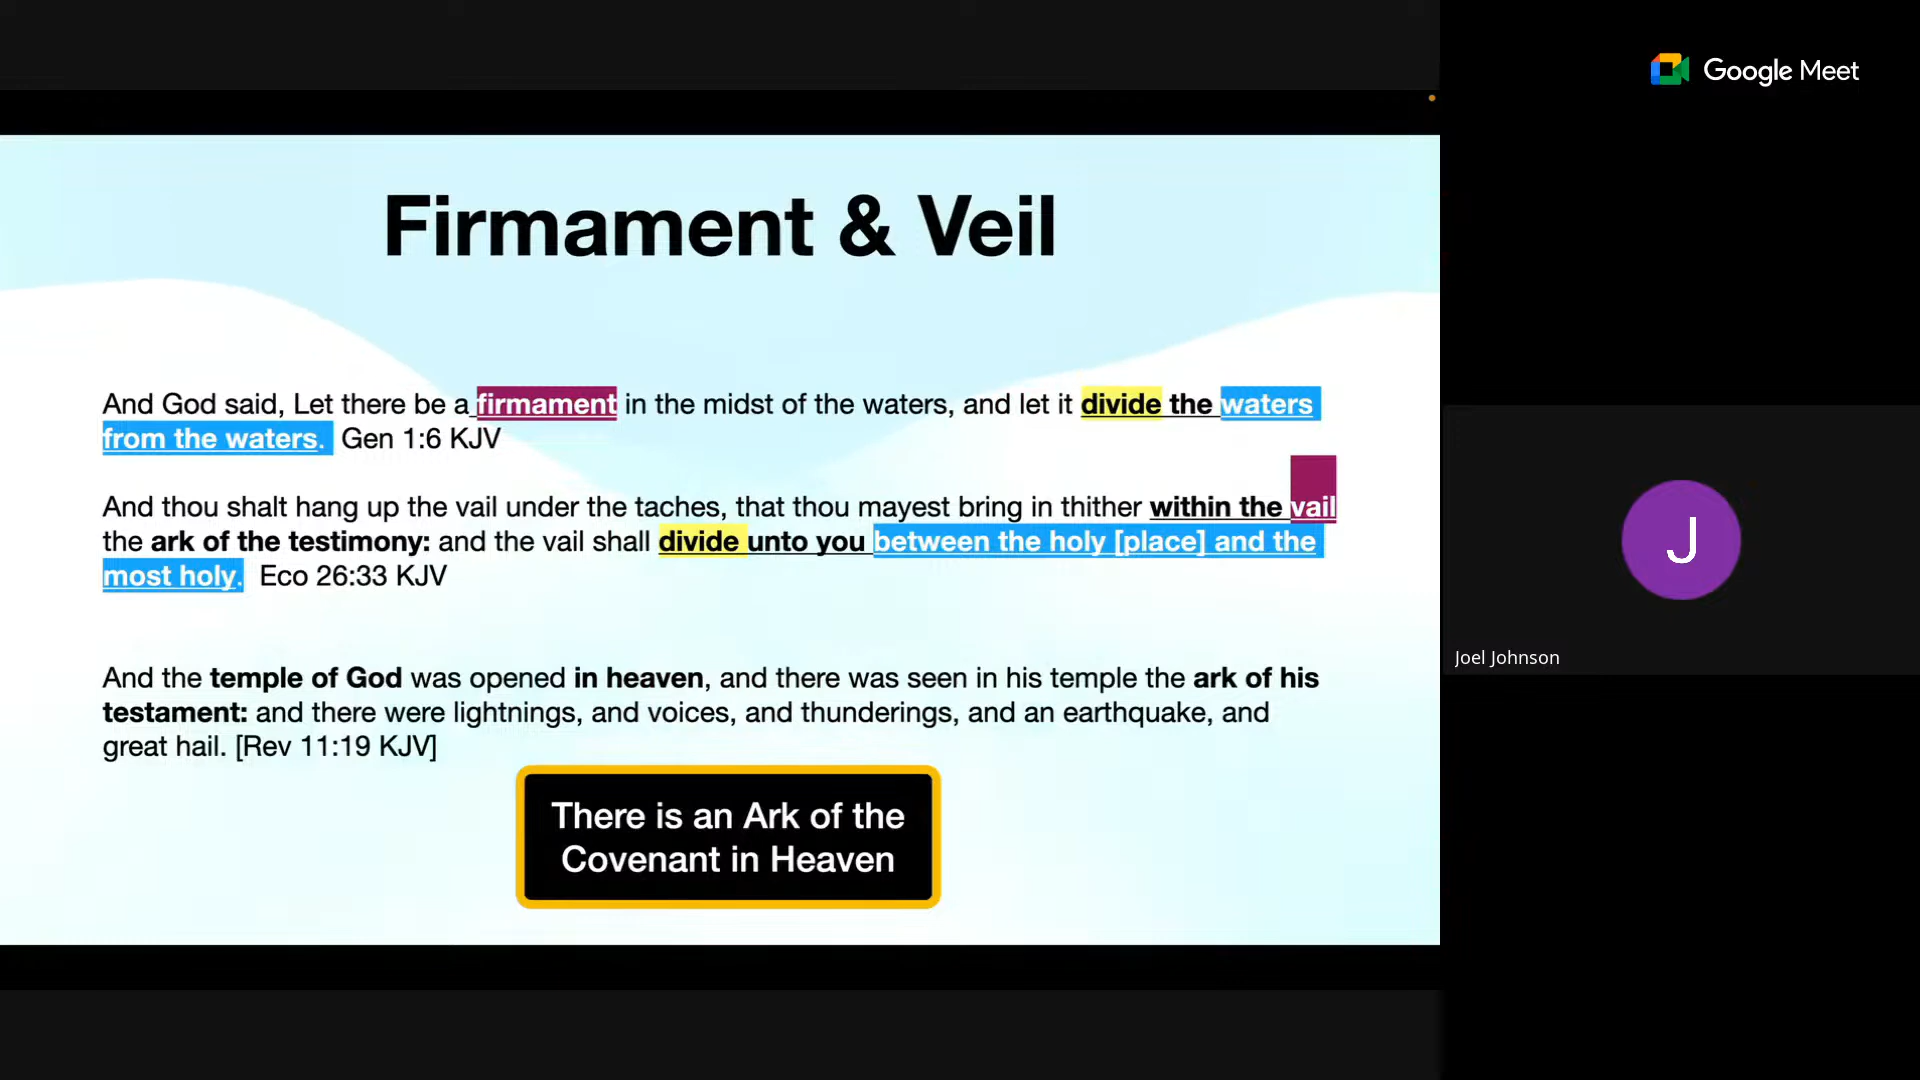 Google Meet
Firmament & Veil
And God said, Let there be a firmament in the midst of the waters, and let it divide the waters
from the waters. Gen 1:6 KJV
And thou shalt hang up the vail under the taches, that thou mayest bring in thither within the vail
the ark of the testimony: and the vail shall divide unto you between the holy [place] and the
most holy. Eco 26:33 KJV
And the temple of God was opened in heaven, and there was seen in his temple the ark of his
testament: and there were lightnings, and voices, and thunderings, and an earthquake, and
great hail. [Rev 11:19 KJV]
There is an Ark of the
Covenant in Heaven
J
Joel Johnson